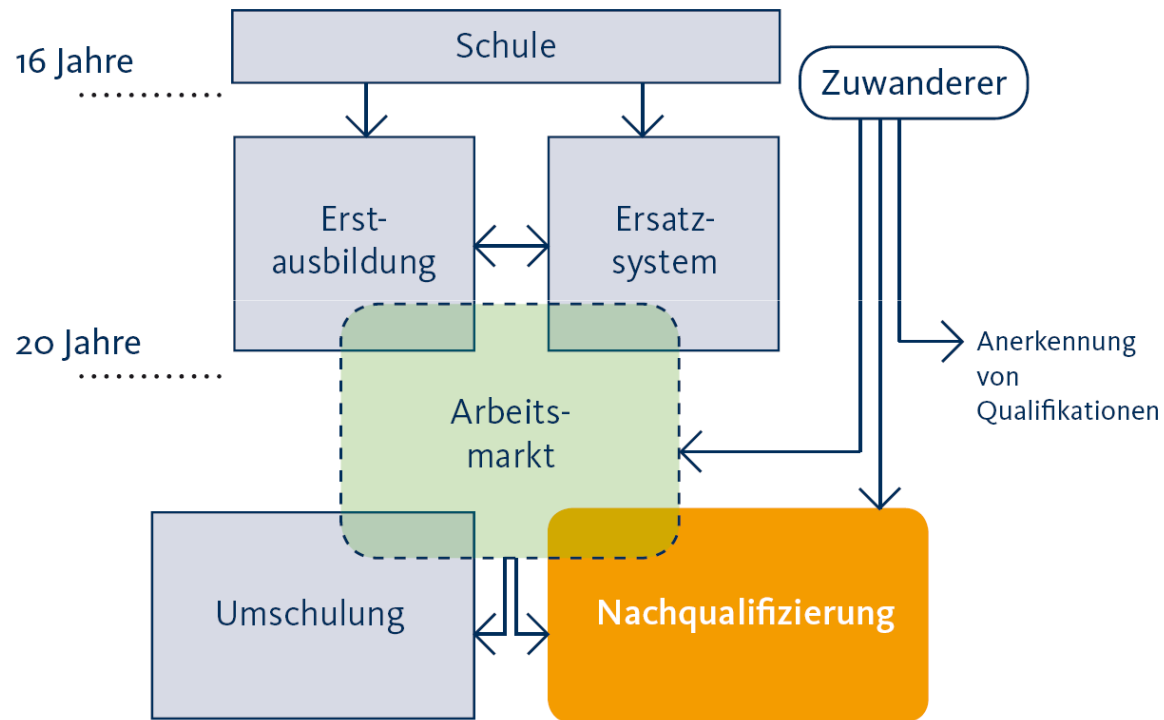 Schule
16 Jahre
Zuwanderer
Erst-
ausbildung
Ersatz-
system
20 Jahre
Anerkennung
von
Qualifikationen
Arbeits-
markt
Umschulung
Nachqualifizierung